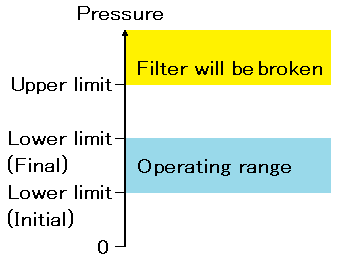 Pressure
Filter will be broken
Upper limit
Lower limit
(Final)
Operating range
Lower limit
(Initial)
0